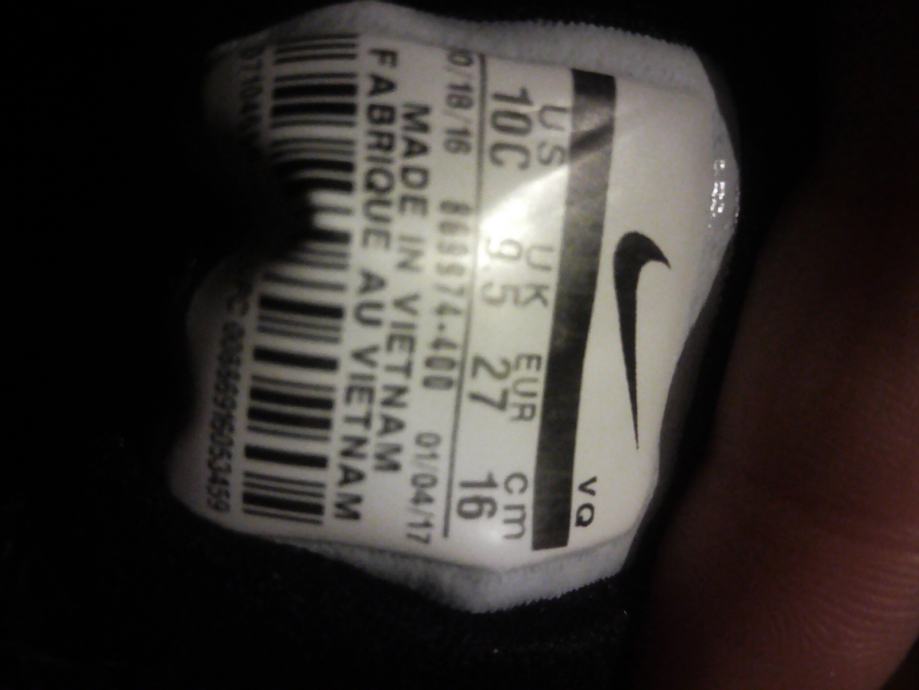 VQ
US UK EUR cm
10C 9.5 27 16
10/18/16 863974-400 01/04/17
MADE IN VIETNAM
FABRIQUE AU VIETNAM